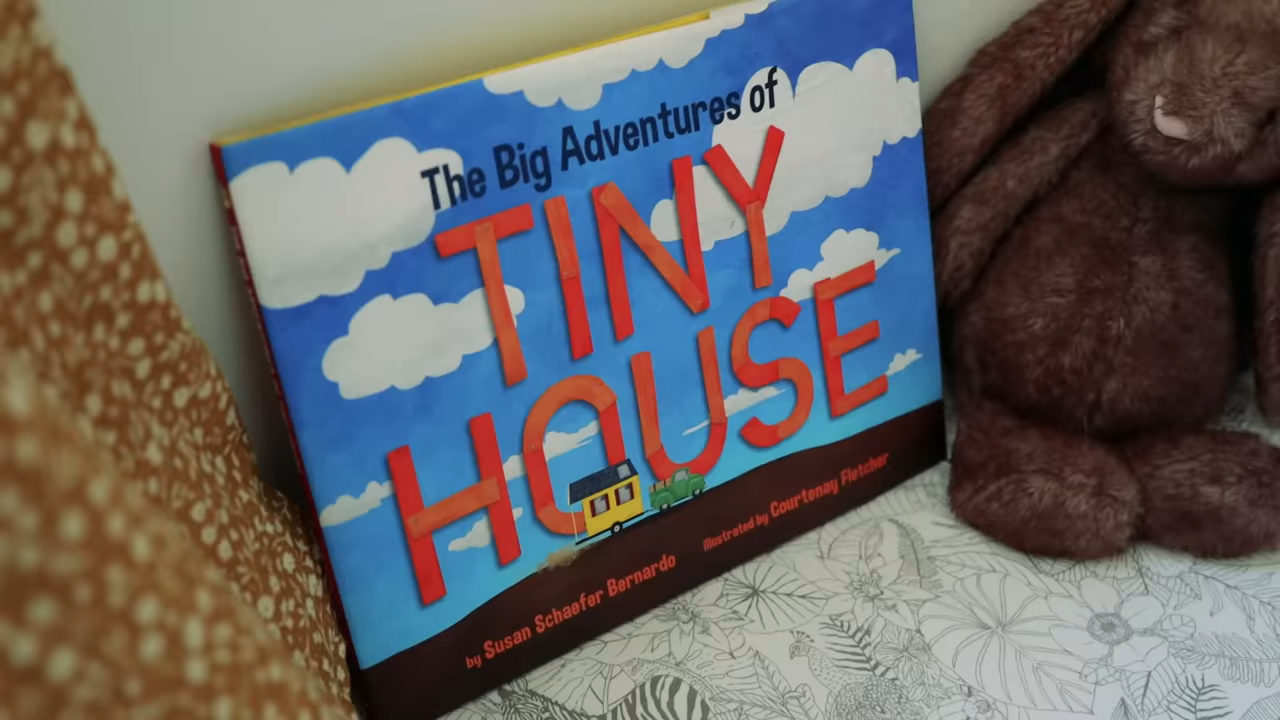 The Big Adventures of
TINY
HOUSE
by Susan Schaefer Bernardo
illustrated by Courtenay Fletcher